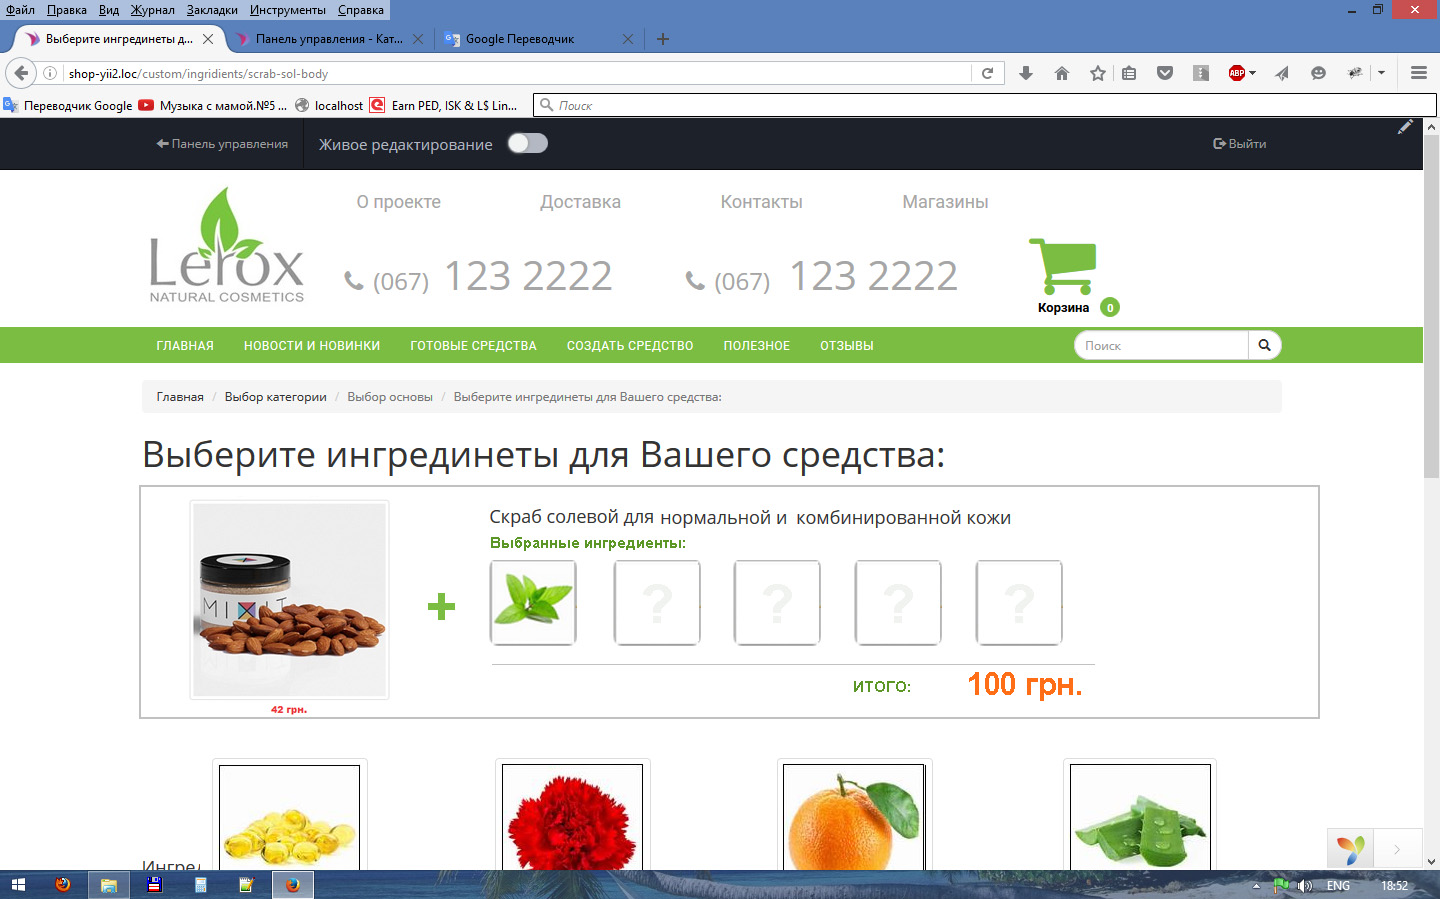 Файл Правка Вид Журнал Закладки Инструменты Справка
Выберите ингрединеты д...
Панель управления - Кат...
Google Переводчик
shop-yii2.loc/custom/ingridients/scrab-sol-body
ABP
Переводчик Google
Музыка с мамой.№5 ...
localhost
Earn PED, ISK & L$ Lin...
Поиск
Панель управления
Живое редактирование
Выйти
О проекте
Доставка
Контакты
Магазины
Lerox
NATURAL COSMETICS
(067) 123 2222
(067) 123 2222
Корзина 0
ГЛАВНАЯ
НОВОСТИ И НОВИНКИ
ГОТОВЫЕ СРЕДСТВА
СОЗДАТЬ СРЕДСТВО
ПОЛЕЗНОЕ
ОТЗЫВЫ
Поиск
Главная / Выбор категории / Выбор основы / Выберите ингрединеты для Вашего средства:
Выберите ингрединеты для Вашего средства:
Скраб солевой для нормальной и комбинированной кожи
Выбранные ингредиенты:
MIXIT
? ? ? ?
ИТОГО: 100 грн.
42 грн.
ENG
18:52